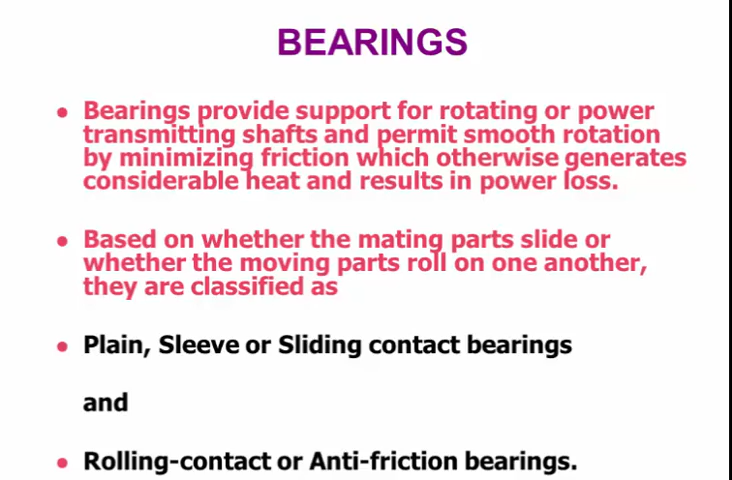 BEARINGS
• Bearings provide support for rotating or power
transmitting shafts and permit smooth rotation
by minimizing friction which otherwise generates
considerable heat and results in power loss.
• Based on whether the mating parts slide or
whether the moving parts roll on one another,
they are classified as
• Plain, Sleeve or Sliding contact bearings
and
• Rolling-contact or Anti-friction bearings.